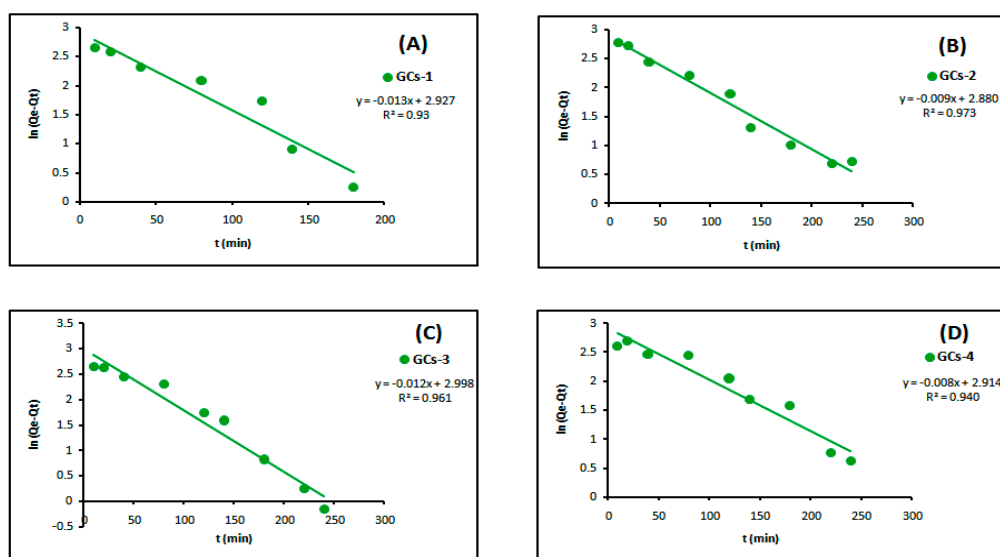 (A)
GCs-1
y = -0.013x + 2.927
R² = 0.93
ln (Qe-Qt)
3
2.5
2
1.5
1
0.5
0
0 50 100 150 200
t (min)
(B)
GCs-2
y = -0.009x + 2.880
R² = 0.973
ln (Qe-Qt)
3
2.5
2
1.5
1
0.5
0
0 50 100 150 200 250 300
t (min)
(C)
GCs-3
y = -0.012x + 2.998
R² = 0.961
ln (Qe-Qt)
3.5
3
2.5
2
1.5
1
0.5
0
-0.5
0 50 100 150 200 250 300
t (min)
(D)
GCs-4
y = -0.008x + 2.914
R² = 0.940
ln (Qe-Qt)
3
2.5
2
1.5
1
0.5
0
0 50 100 150 200 250 300
t (min)